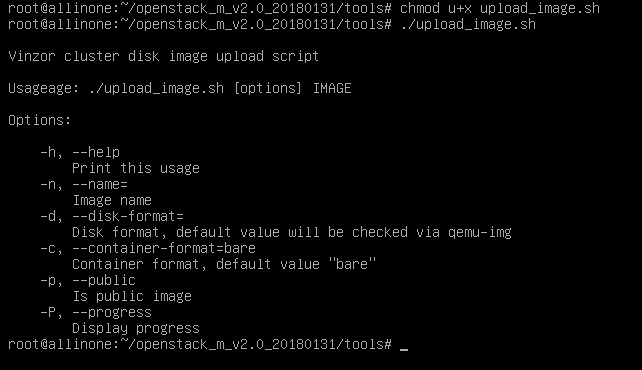 root@allinone:~/openstack_m_v2.0_20180131/tools# chmod u+x upload_image.sh
root@allinone:~/openstack_m_v2.0_20180131/tools# ./upload_image.sh
Vinzor cluster disk image upload script
Usageage: ./upload_image.sh [options] IMAGE
Options:
-h, --help
Print this usage
-n, --name=
Image name
-d, --disk-format=
Disk format, default value will be checked via qemu-img
-c, --container-format=bare
Container format, default value "bare"
-p, --public
Is public image
-P, --progress
Display progress
root@allinone:~/openstack_m_v2.0_20180131/tools# _